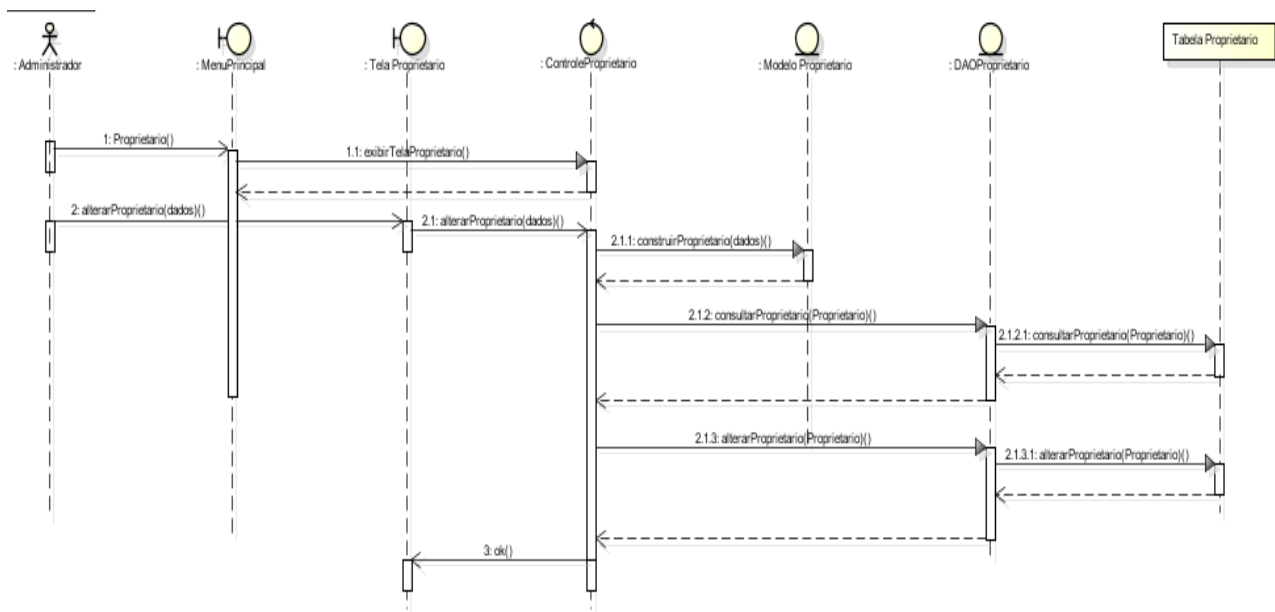 : Administrador
: MenuPrincipal
: Tela Proprietario
: ControleProprietario
: Modelo Proprietario
: DAOProprietario
Tabela Proprietario
1: Proprietario()
1.1: exibirTelaProprietario()
2: alterarProprietario(dados)()
2.1: alterarProprietario(dados)()
2.1.1: construirProprietario(dados)()
2.1.2: consultarProprietario(Proprietario)()
2.1.2.1: consultarProprietario(Proprietario)()
2.1.3: alterarProprietario(Proprietario)()
2.1.3.1: alterarProprietario(Proprietario)()
3: ok()